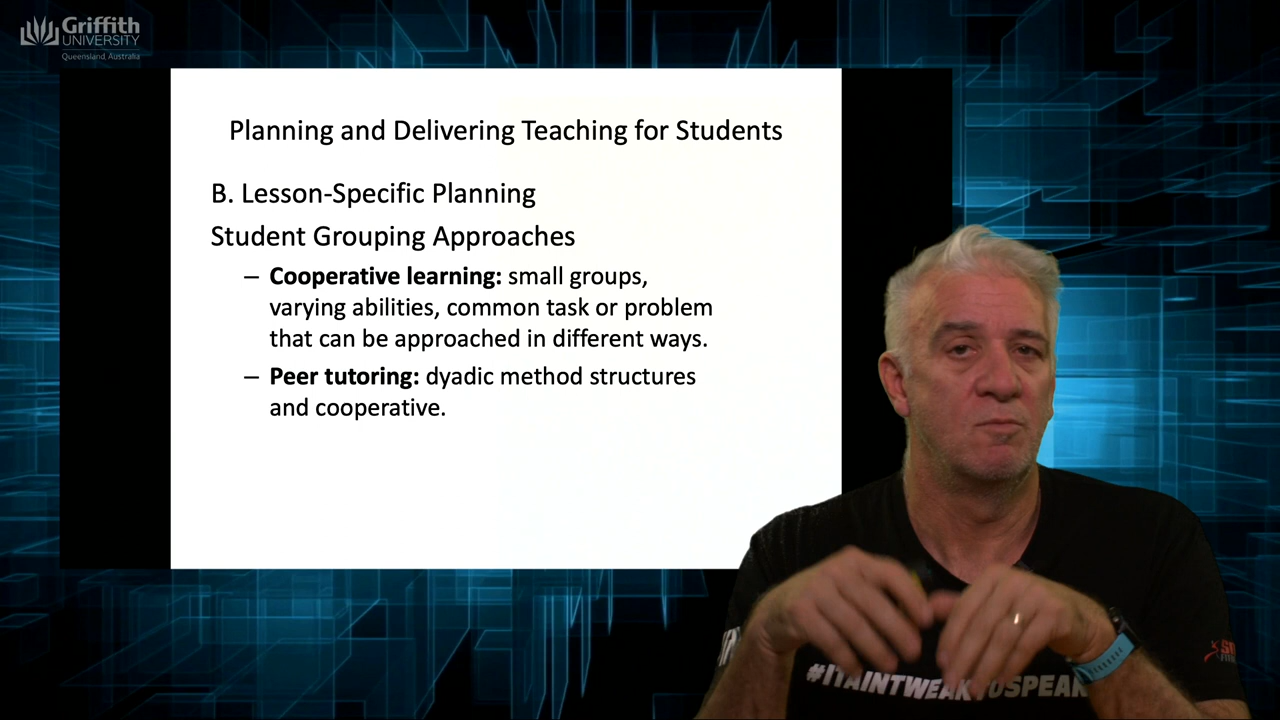 Griffith
UNIVERSITY
Queensland, Australia
Planning and Delivering Teaching for Students
B. Lesson-Specific Planning
Student Grouping Approaches
– Cooperative learning: small groups,
varying abilities, common task or problem
that can be approached in different ways.
– Peer tutoring: dyadic method structures
and cooperative.
#ITAINTWEAKTOSPEAK